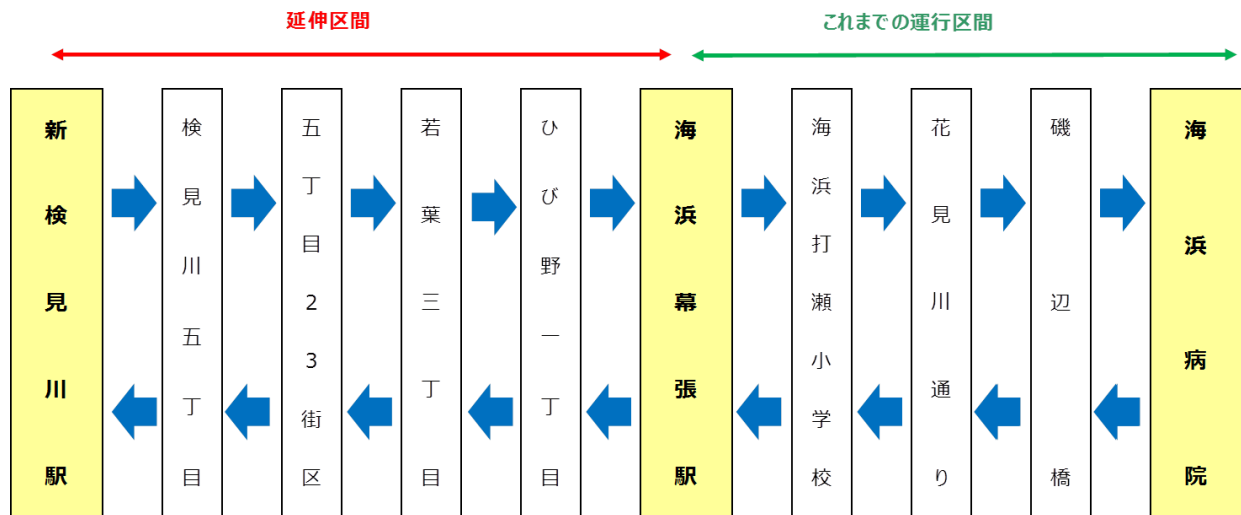 延伸区間
これまでの運行区間
新検見川駅
検見川五丁目
五丁目23街区
若葉三丁目
ひび野一丁目
海浜幕張駅
海浜打瀬小学校
花見川通り
磯辺橋
海浜病院